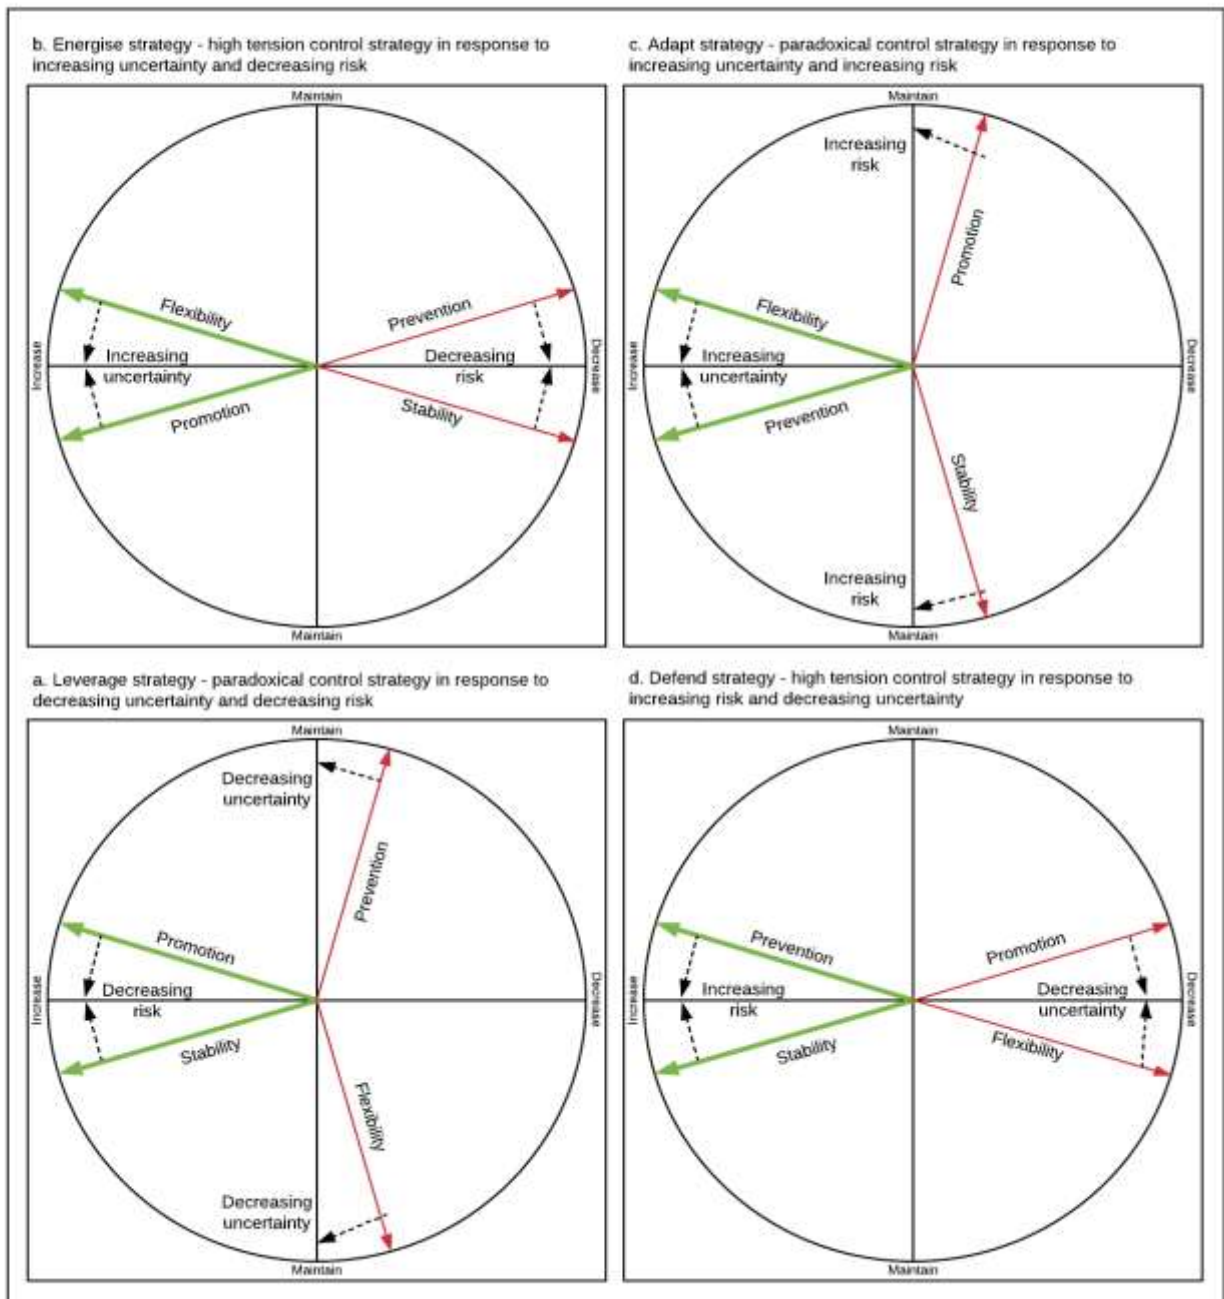 b. Energise strategy - high tension control strategy in response to
increasing uncertainty and decreasing risk
Maintain
Flexibility
Prevention
Increase
Increasing
uncertainty
Decreasing
risk
Decrease
Promotion
Stability
Maintain
c. Adapt strategy - paradoxical control strategy in response to
increasing uncertainty and increasing risk
Maintain
Increasing
risk
Promotion
Flexibility
Increase
Increasing
uncertainty
Decrease
Prevention
Stability
Increasing
risk
Maintain
a. Leverage strategy - paradoxical control strategy in response to
decreasing uncertainty and decreasing risk
Maintain
Decreasing
uncertainty
Prevention
Promotion
Increase
Decreasing
risk
Decrease
Stability
Flexibility
Decreasing
uncertainty
Maintain
d. Defend strategy - high tension control strategy in response to
increasing risk and decreasing uncertainty
Maintain
Prevention
Promotion
Increase
Increasing
risk
Decreasing
uncertainty
Decrease
Stability
Flexibility
Maintain